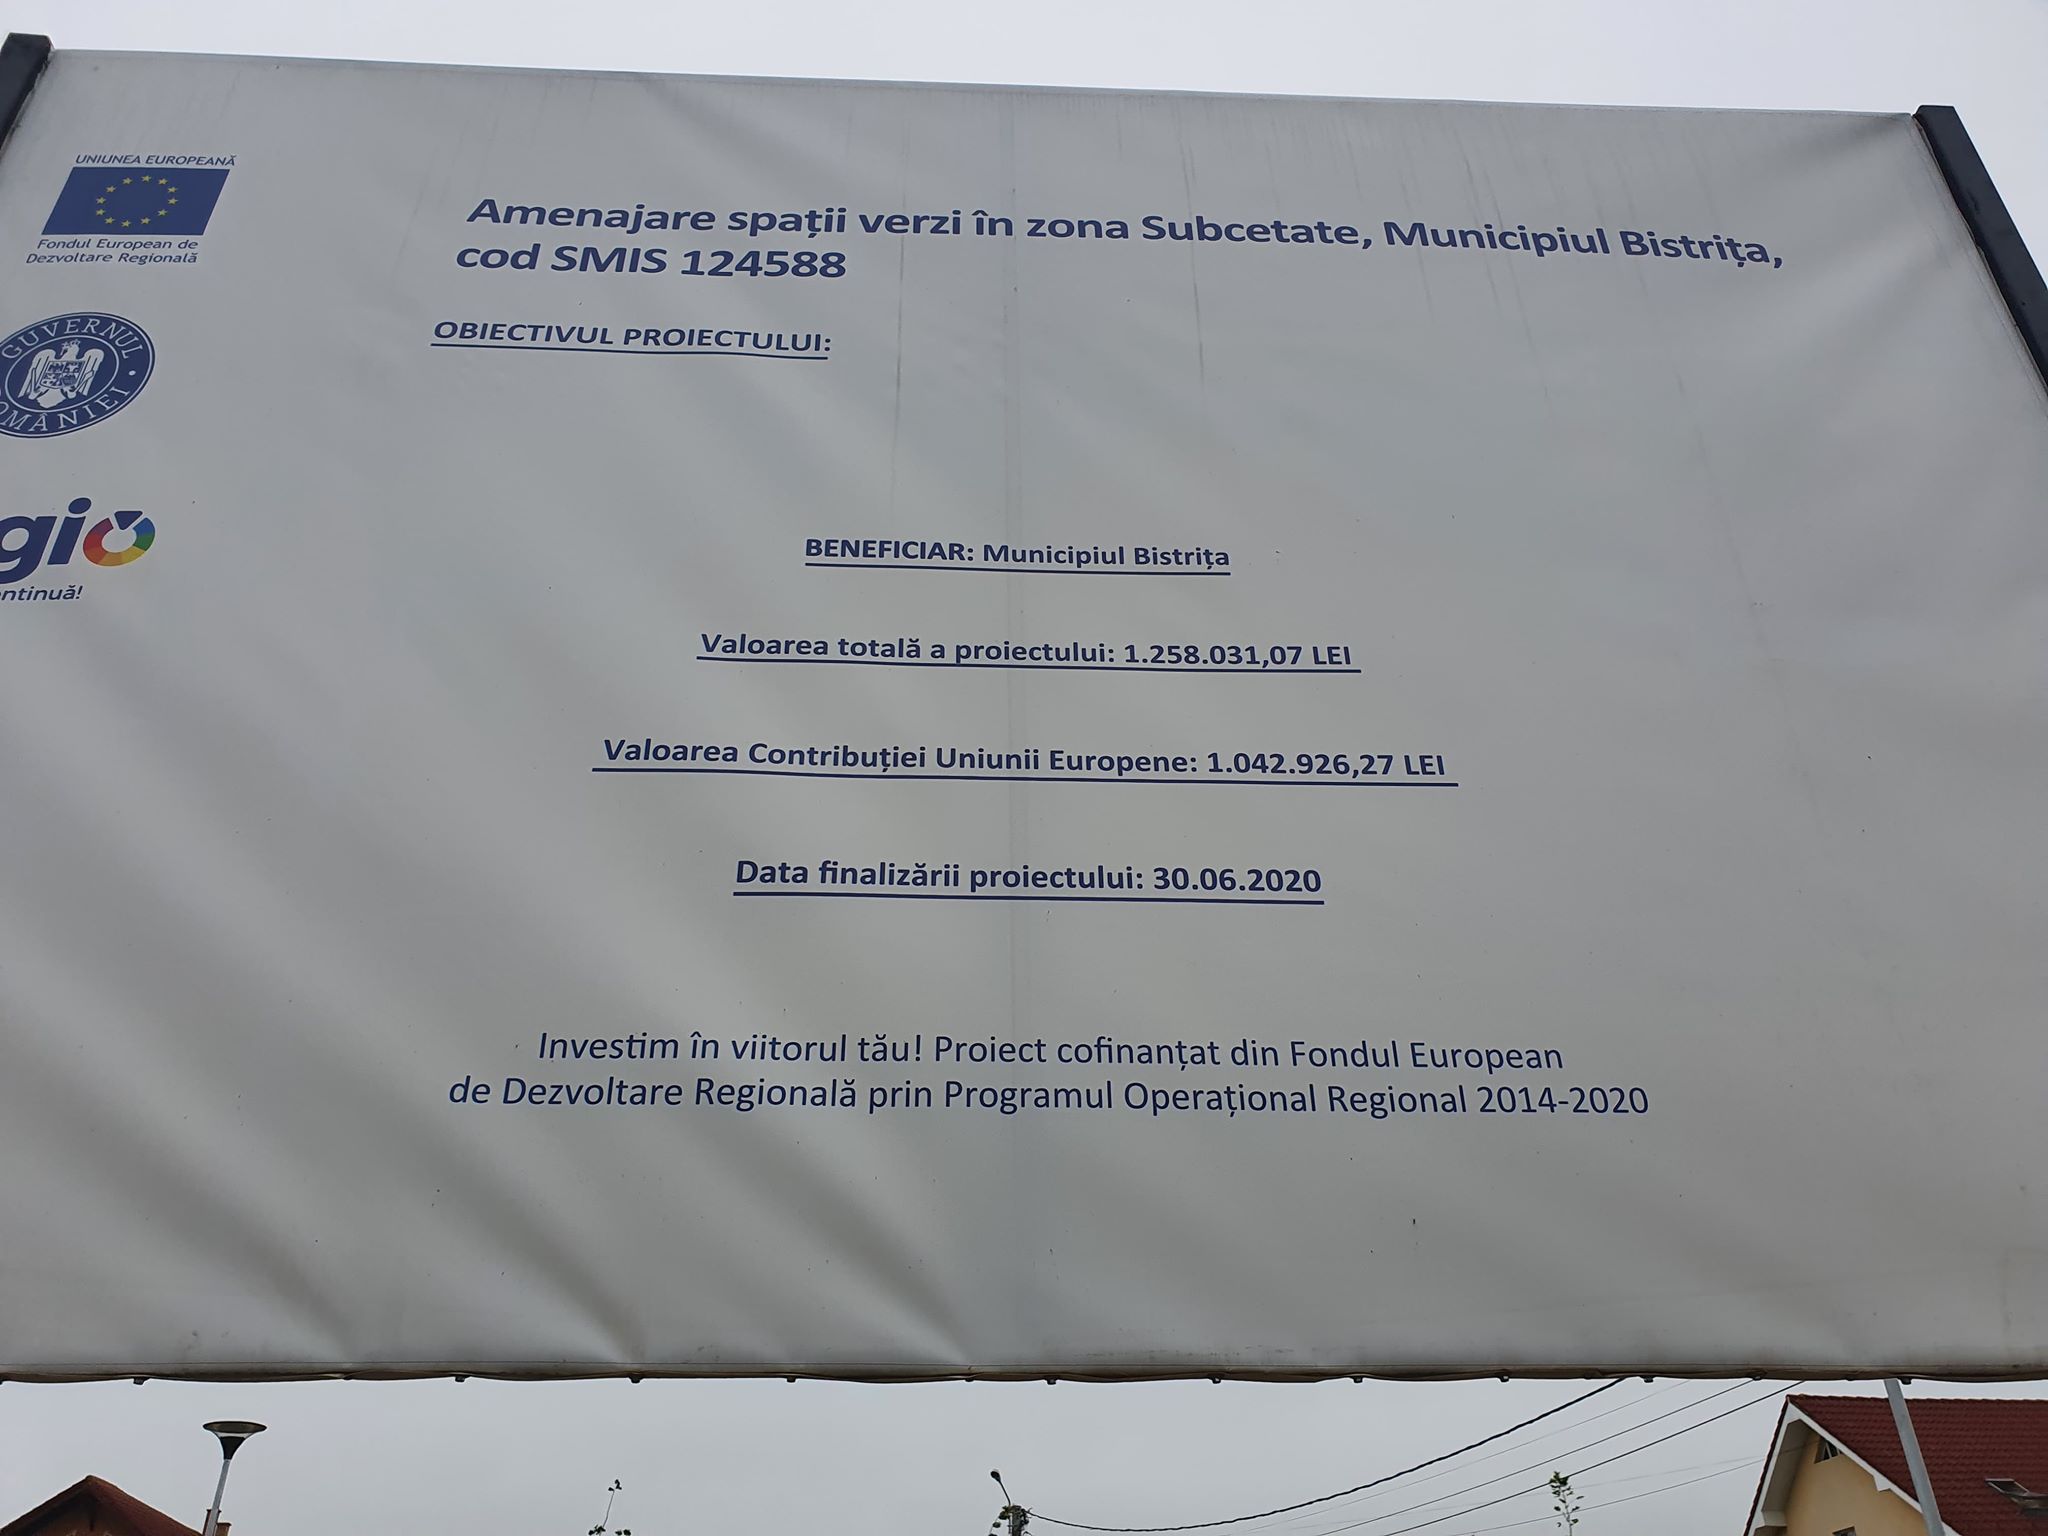 UNIUNEA EUROPEANĂ
Fondul European de
Dezvoltare Regională
GUVERNUL
ROMÂNIEI
Amenajare spații verzi în zona Subcetate, Municipiul Bistrița,
cod SMIS 124588
OBIECTIVUL PROIECTULUI:
gio
ntinuă!
BENEFICIAR: Municipiul Bistrița
Valoarea totală a proiectului: 1.258.031,07 LEI
Valoarea Contribuției Uniunii Europene: 1.042.926,27 LEI
Data finalizării proiectului: 30.06.2020
Investim în viitorul tău! Proiect cofinanțat din Fondul European
de Dezvoltare Regională prin Programul Operațional Regional 2014-2020